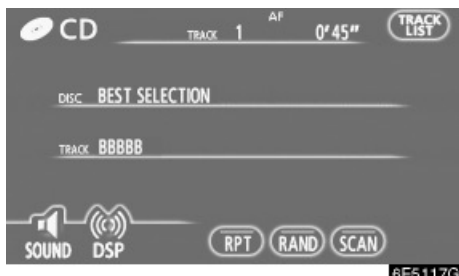 CD TRACK 1 AF 0'45" TRACK LIST
DISC BEST SELECTION
TRACK BBBBB
SOUND DSP RPT RAND SCAN
6E5117G